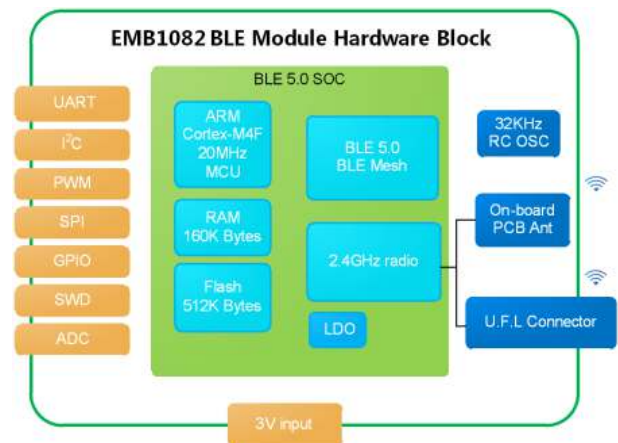 EMB1082 BLE Module Hardware Block
BLE 5.0 SOC
UART
I²C
PWM
SPI
GPIO
SWD
ADC
ARM
Cortex-M4F
20MHz
MCU
RAM
160K Bytes
Flash
512K Bytes
BLE 5.0
BLE Mesh
2.4GHz radio
LDO
32KHz
RC OSC
On-board
PCB Ant
U.F.L Connector
3V input